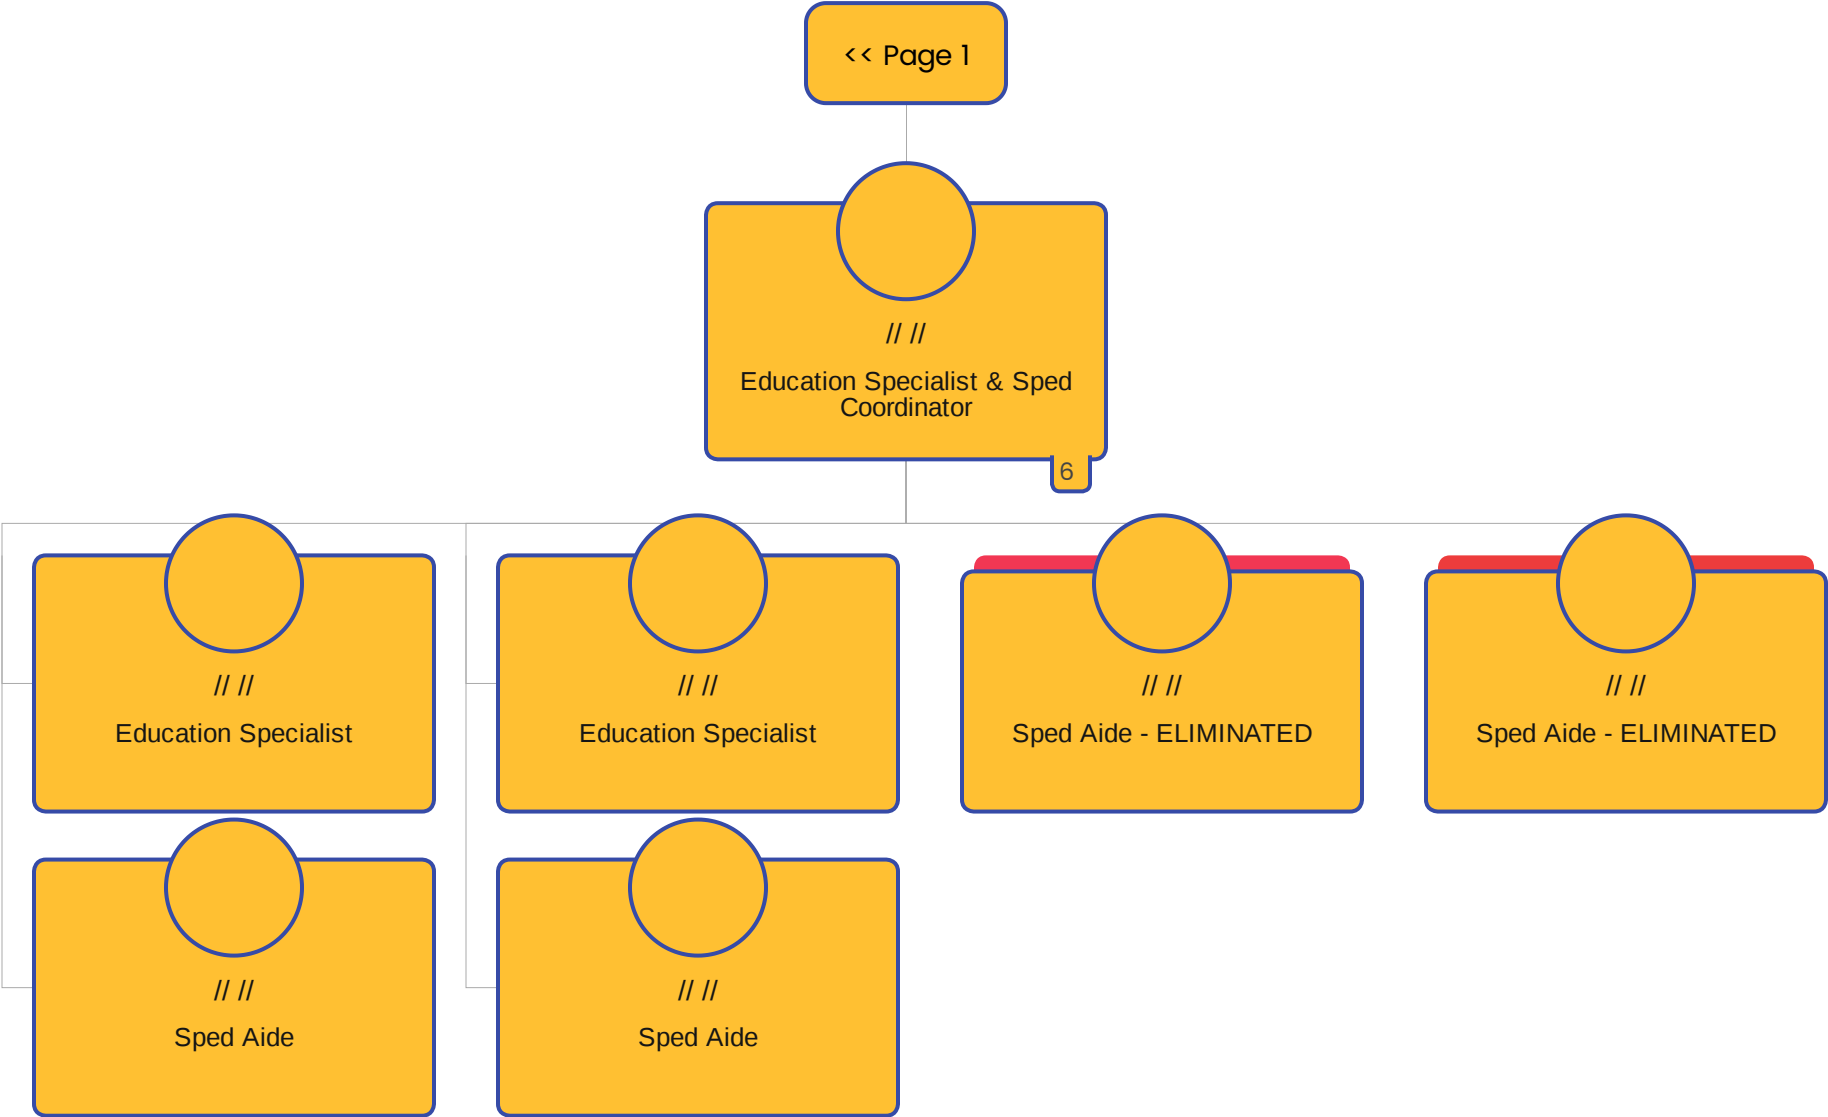 << Page 1
// //
Education Specialist & Sped
Coordinator
6
// //
Education Specialist
// //
Education Specialist
// //
Sped Aide - ELIMINATED
// //
Sped Aide - ELIMINATED
// //
Sped Aide
// //
Sped Aide